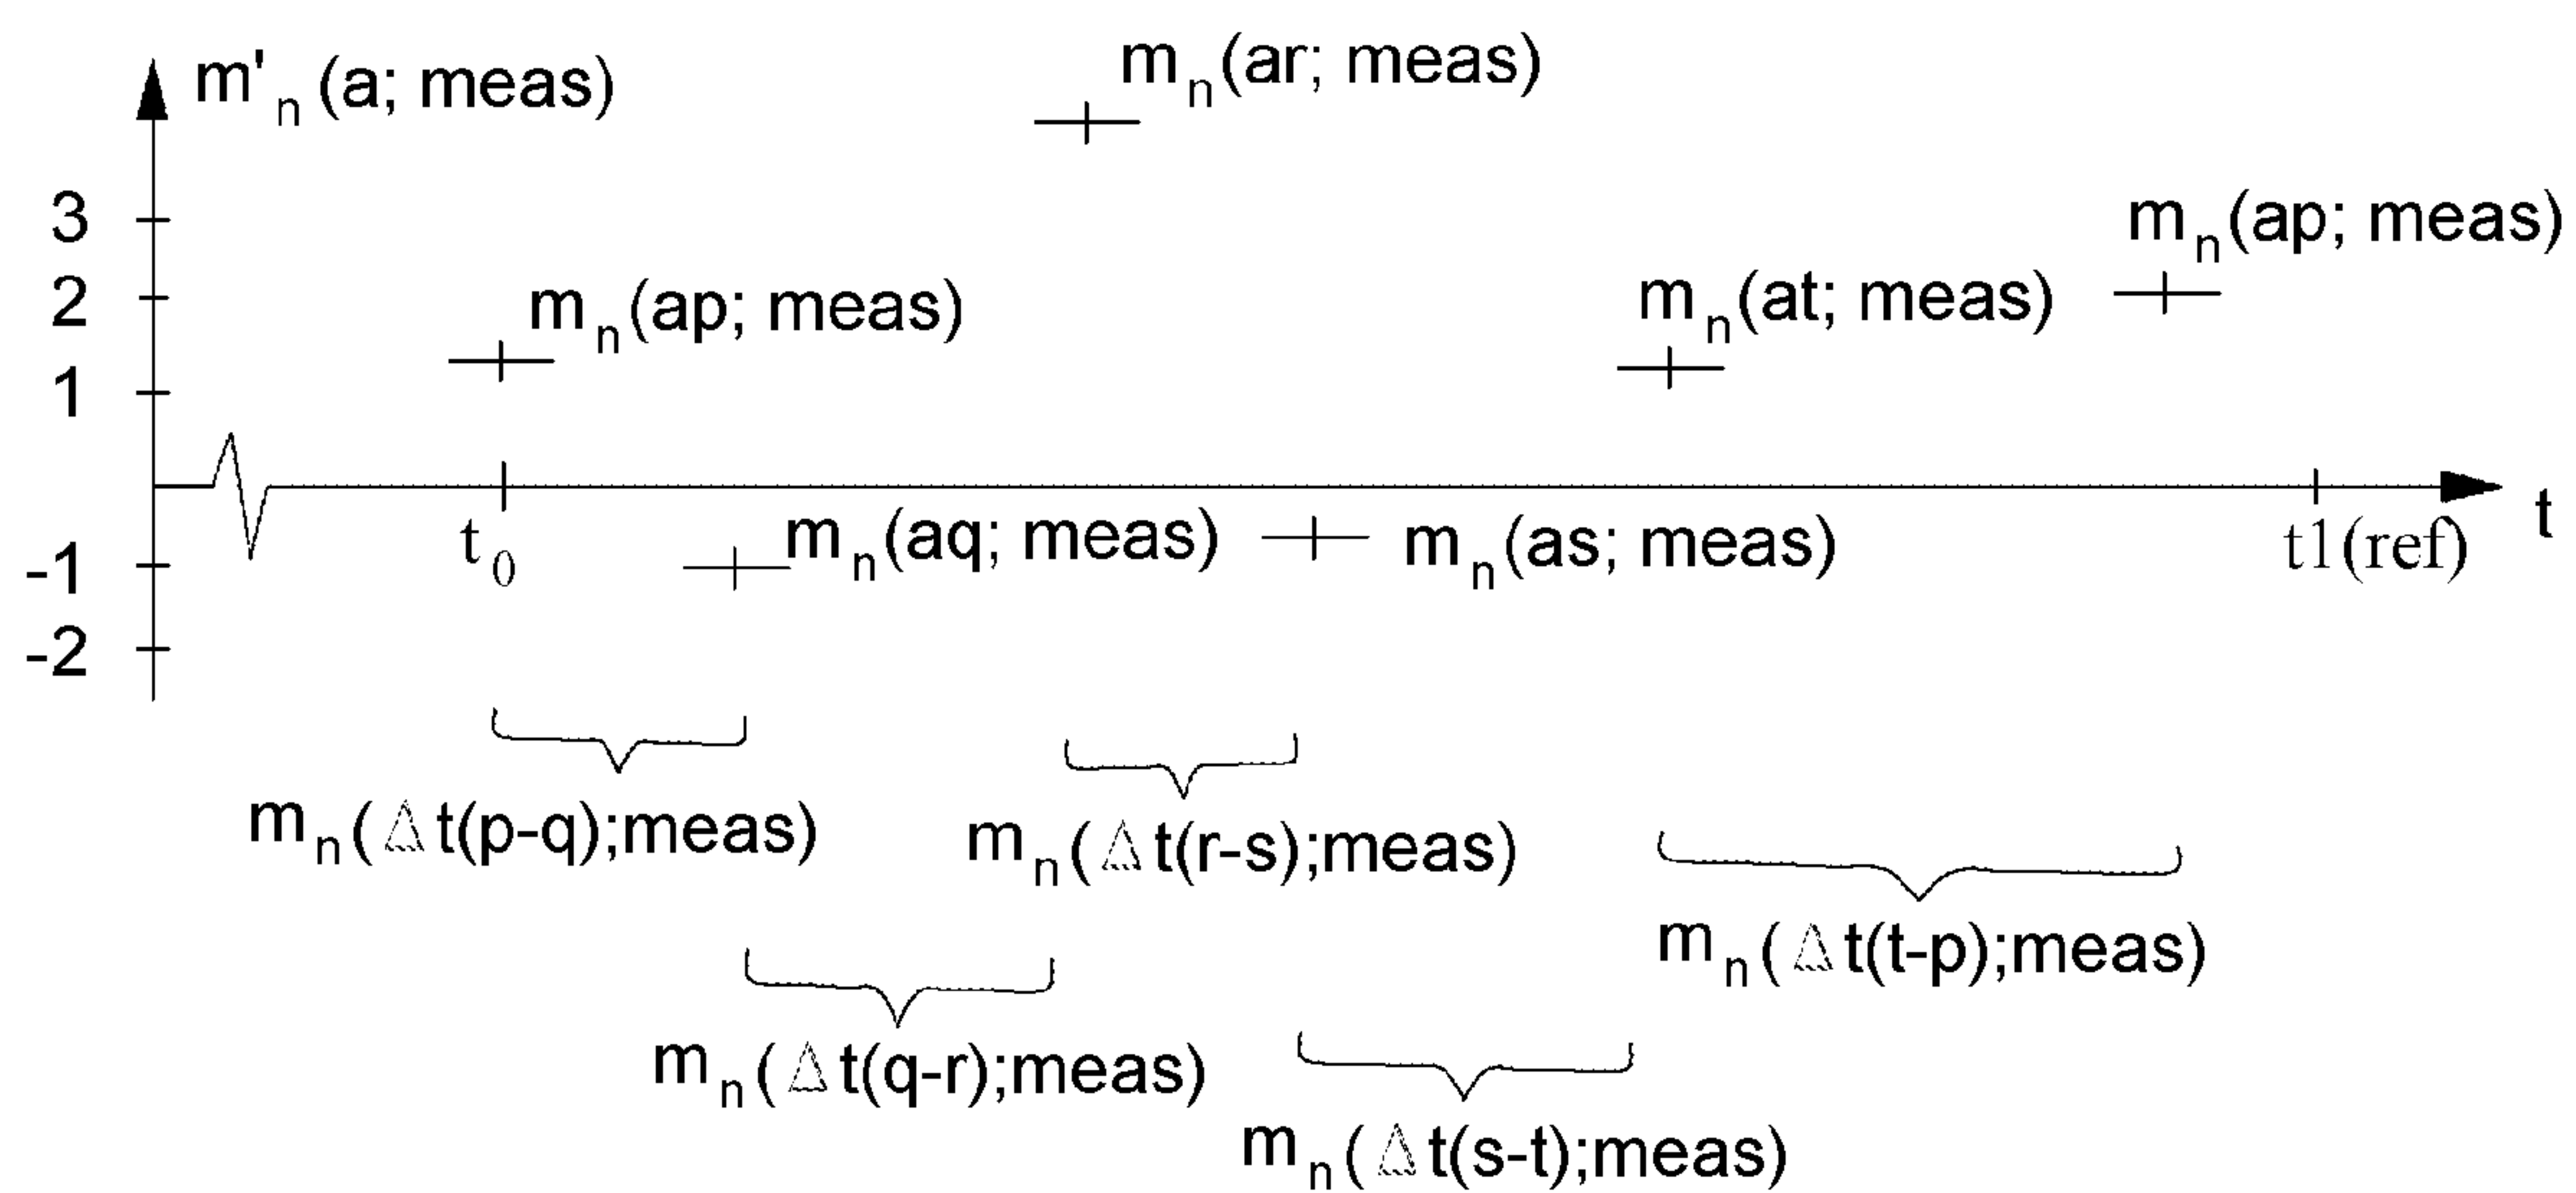 m'n (a; meas)
mn(ar; meas)
3
mn(ap; meas)
2
mn(ap; meas)
mn(at; meas)
1
t0
mn(aq; meas)
mn(as; meas)
t1(ref)
t
-1
-2
mn(Δt(p-q);meas)
mn(Δt(r-s);meas)
mn(Δt(t-p);meas)
mn(Δt(q-r);meas)
mn(Δt(s-t);meas)